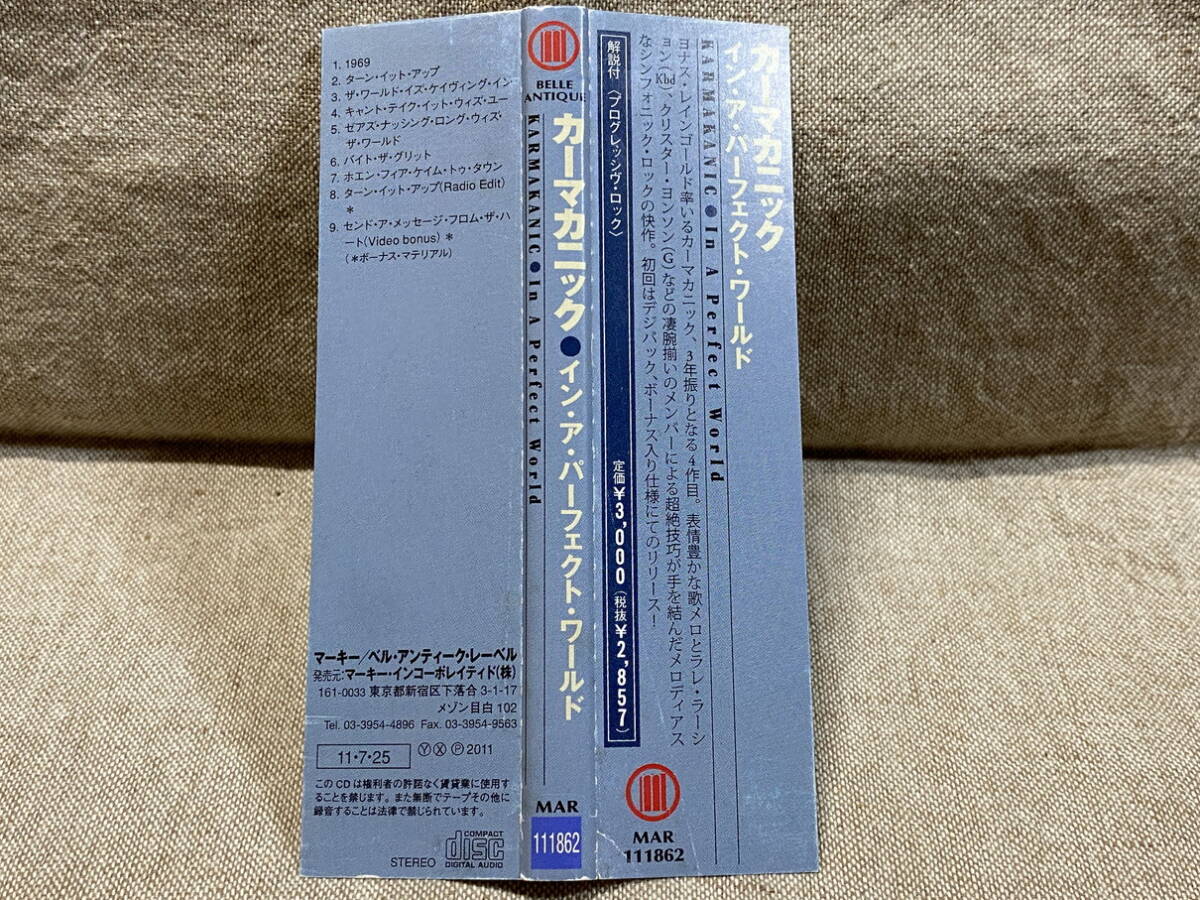 カーマカニック
イン・ア・パーフェクト・ワールド
KARMAKANIC●In A Perfect World
ヨナス・レインゴールド率いるカーマカニック、3年振りとなる4作目。表情豊かな歌メロとラレ・ラーシ
ョン(Kbd)、クリスター・ヨンソン(G)などの凄腕揃いのメンバーによる超絶技巧が手を結んだメロディアス
なシンフォニック・ロックの快作。初回はデジパック、ボーナス入り仕様にてのリリース！
解説付〈プログレッシヴ・ロック〉 定価¥3,000(税抜¥2,857)
MAR
111862
BELLE
ANTIQUE
カーマカニック●イン・ア・パーフェクト・ワールド
KARMAKANIC●In A Perfect World
MAR
111862
1. 1969
2. ターン・イット・アップ
3. ザ・ワールド・イズ・ケイヴィング・イン
4. キャント・テイク・イット・ウィズ・ユー
5. ゼアズ・ナッシング・ロング・ウィズ・
ザ・ワールド
6. バイト・ザ・グリット
7. ホエン・フィア・ケイム・トゥ・タウン
8. ターン・イット・アップ(Radio Edit)
＊
9. センド・ア・メッセージ・フロム・ザ・ハ
ート(Video bonus) ＊
(＊ボーナス・マテリアル)
マーキー/ベル・アンティーク・レーベル
発売元:マーキー・インコーポレイティド(株)
161-0033 東京都新宿区下落合 3-1-17
メゾン目白 102
Tel. 03-3954-4896 Fax. 03-3954-9563
11・7・25 Ⓨ Ⓧ Ⓟ 2011
この CD は権利者の許諾なく賃貸業に使用す
ることを禁じます。また無断でテープその他に
録音することは法律で禁じられています。
STEREO
COMPACT
disc
DIGITAL AUDIO